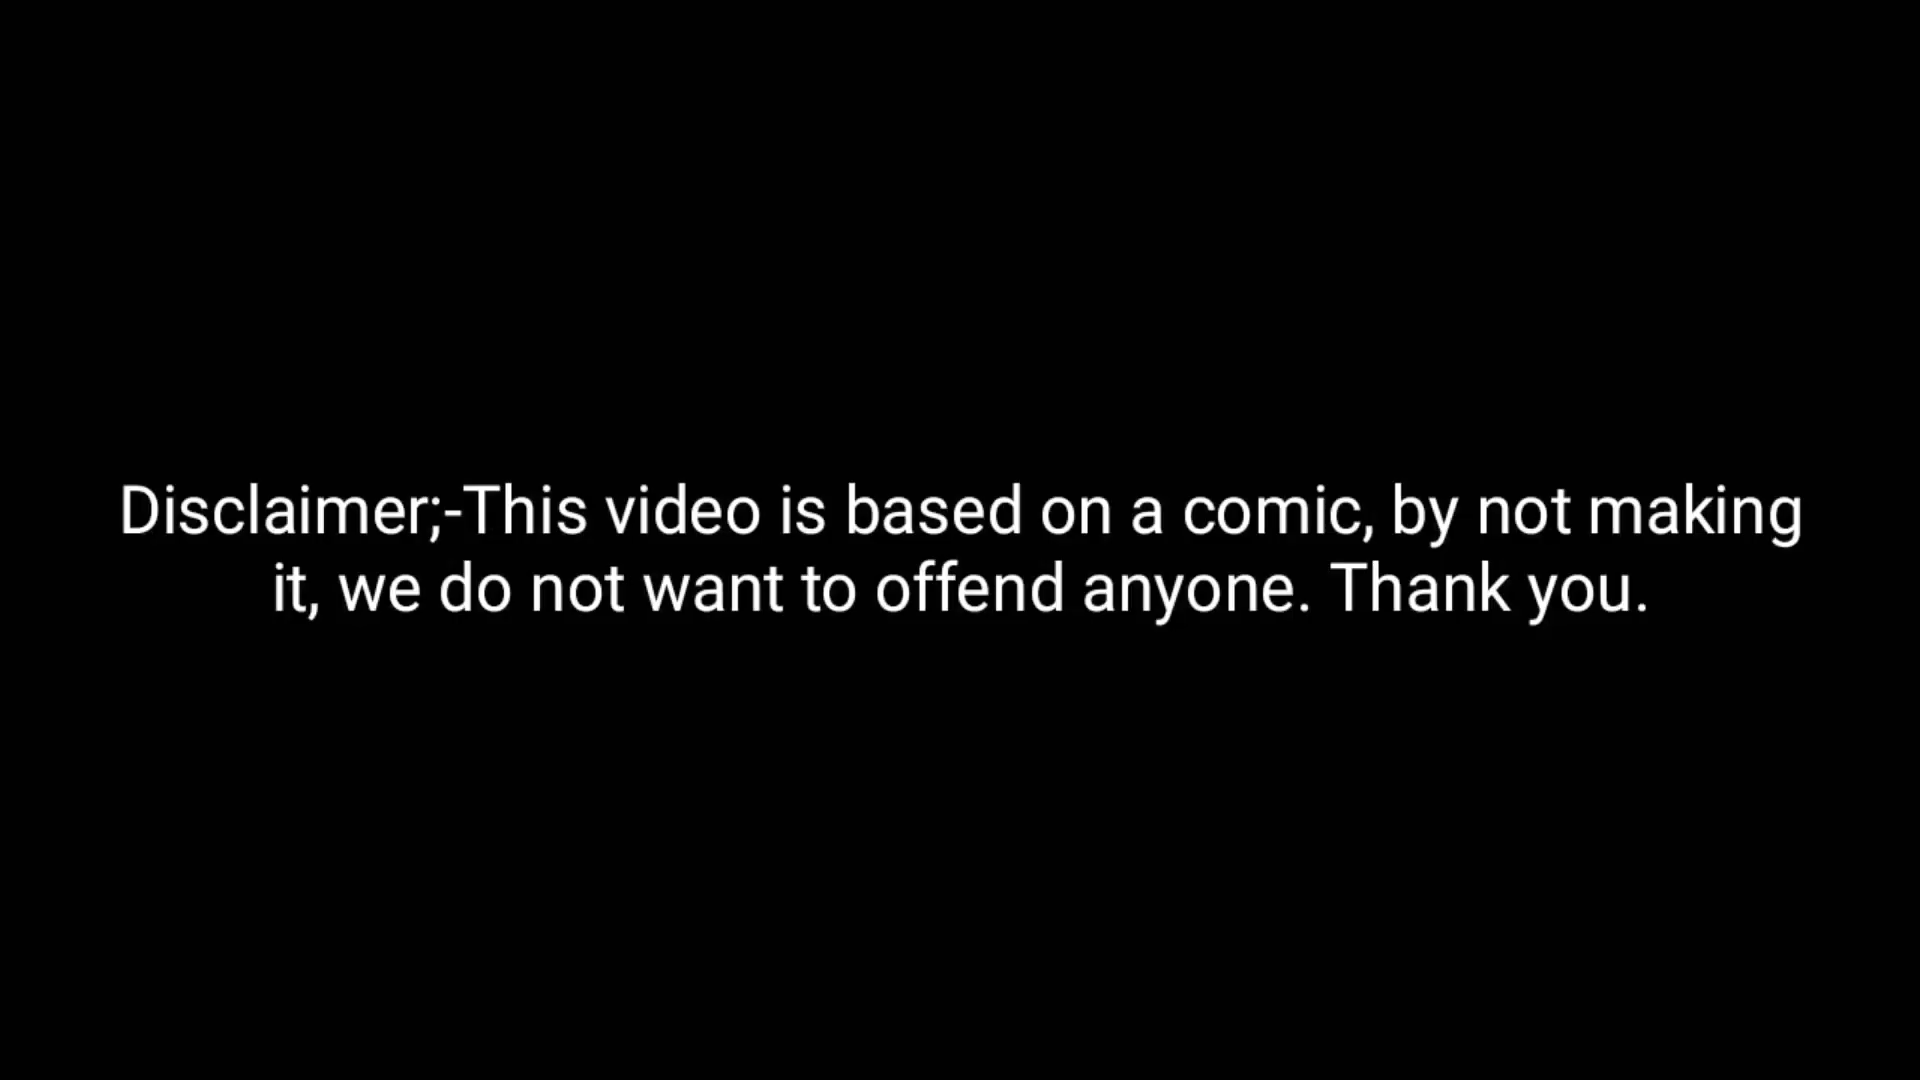 Disclaimer;-This video is based on a comic, by not making
it, we do not want to offend anyone. Thank you.